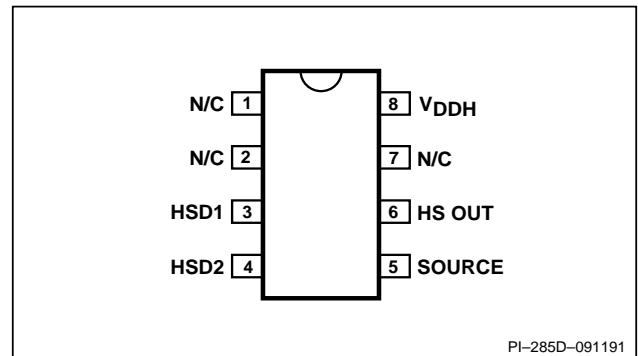 N/C 1 8 VDDH
N/C 2 7 N/C
HSD1 3 6 HS OUT
HSD2 4 5 SOURCE
PI–285D–091191